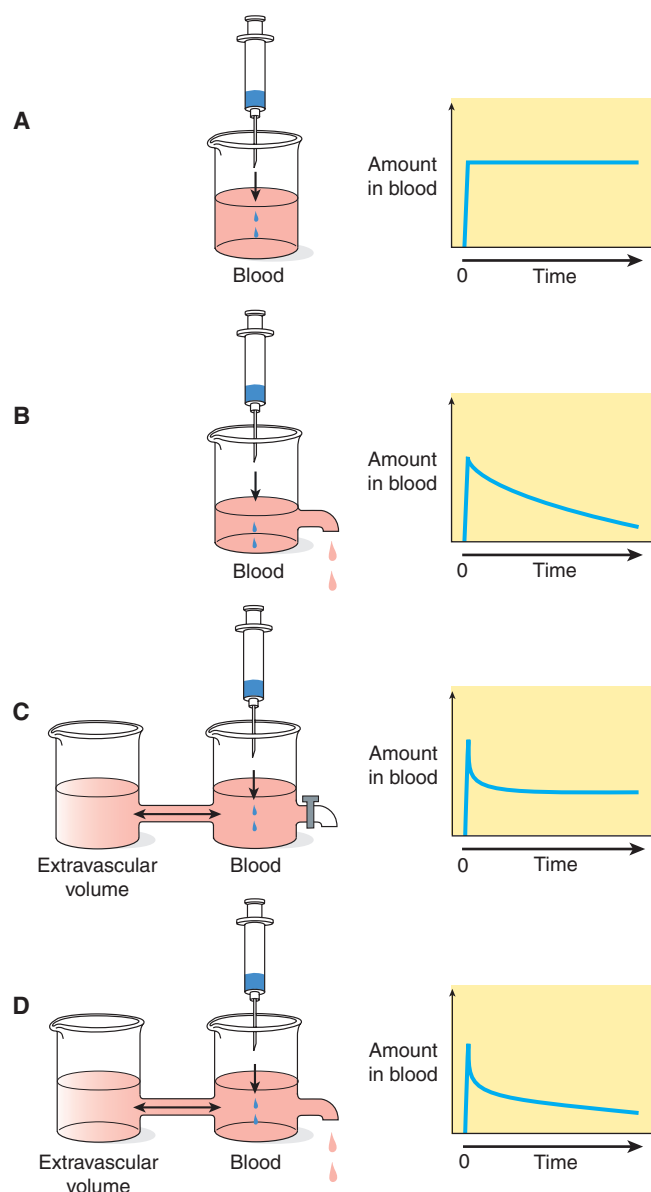 A
Amount
in blood
0
Time
Blood
B
Amount
in blood
0
Time
Blood
C
Amount
in blood
0
Time
Extravascular
volume
Blood
D
Amount
in blood
0
Time
Extravascular
volume
Blood